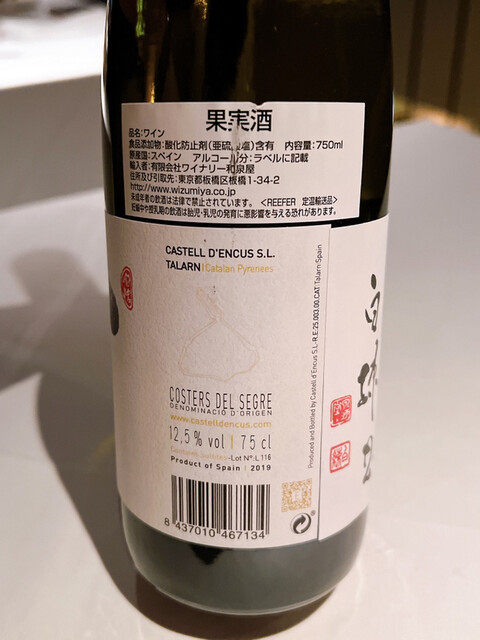 果実酒
品名:ワイン
食品添加物:酸化防止剤(亜硫酸塩)含有 内容量:750ml
原産国:スペイン アルコール分:ラベルに記載
輸入者:有限会社ワイナリー和泉屋
住所及び引取先:東京都板橋区板橋1-34-2
http://www.wizumiya.co.jp
未成年者の飲酒は法律で禁止されています。 <REEFER 定温輸送品>
妊娠中や授乳期の飲酒は胎児・乳児の発育に悪影響を与える恐れがあります。
CASTELL D'ENCUS S.L.
TALARN | Catalan Pyrenees
COSTERS DEL SEGRE
DENOMINACIÓ D'ORIGEN
www.castelldencus.com
12,5% vol | 75 cl
Contains sulfites -Lot Nº: L116
Product of Spain | 2019
8 437010 467134
Produced and Bottled by Castell d'Encus S.L-R.E.25.003.00.CAT Talarn Spain